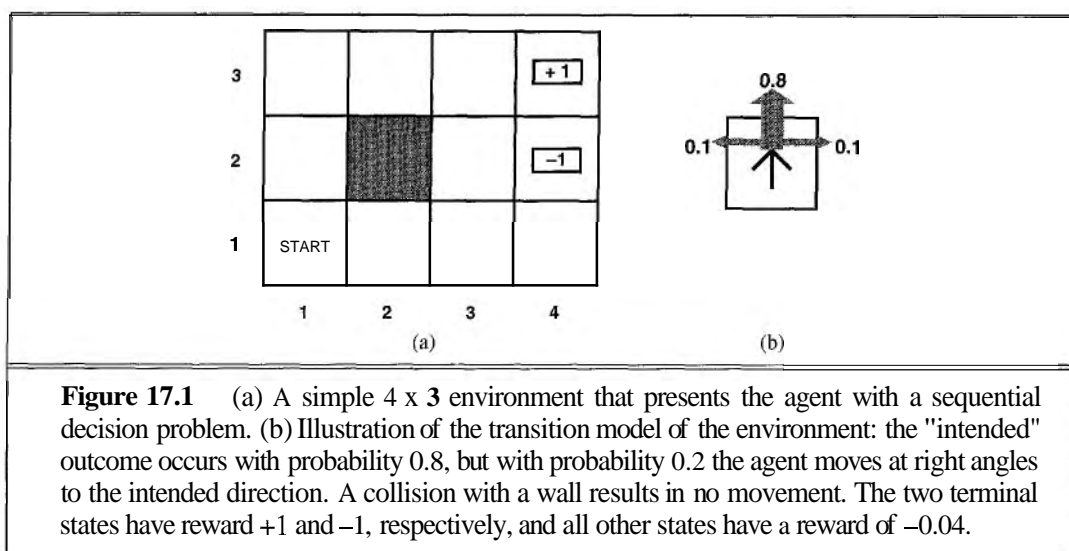 3
+ 1
2
−1
1
START
1 2 3 4
(a)
0.8
0.1
0.1
(b)
Figure 17.1 (a) A simple 4 x 3 environment that presents the agent with a sequential
decision problem. (b) Illustration of the transition model of the environment: the "intended"
outcome occurs with probability 0.8, but with probability 0.2 the agent moves at right angles
to the intended direction. A collision with a wall results in no movement. The two terminal
states have reward +1 and –1, respectively, and all other states have a reward of –0.04.